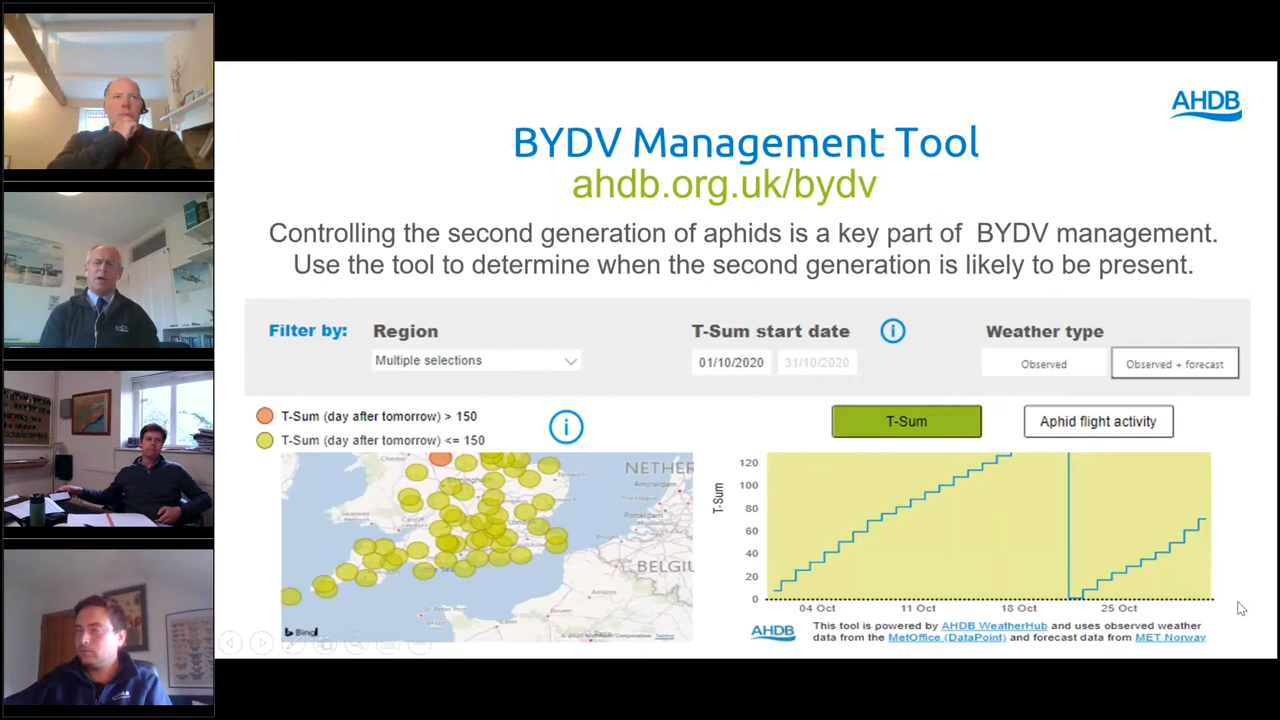 AHDB
BYDV Management Tool
ahdb.org.uk/bydv
Controlling the second generation of aphids is a key part of BYDV management.
Use the tool to determine when the second generation is likely to be present.
Filter by:
Region
T-Sum start date
i
Weather type
Multiple selections
01/10/2020
31/10/2020
Observed
Observed + forecast
T-Sum (day after tomorrow) > 150
T-Sum (day after tomorrow) <= 150
i
T-Sum
Aphid flight activity
NETHER
BELGIU
Bing
T-Sum
120
100
80
60
40
20
0
04 Oct
11 Oct
18 Oct
25 Oct
AHDB
This tool is powered by AHDB WeatherHub and uses observed weather
data from the MetOffice (DataPoint) and forecast data from MET Norway
AHDB